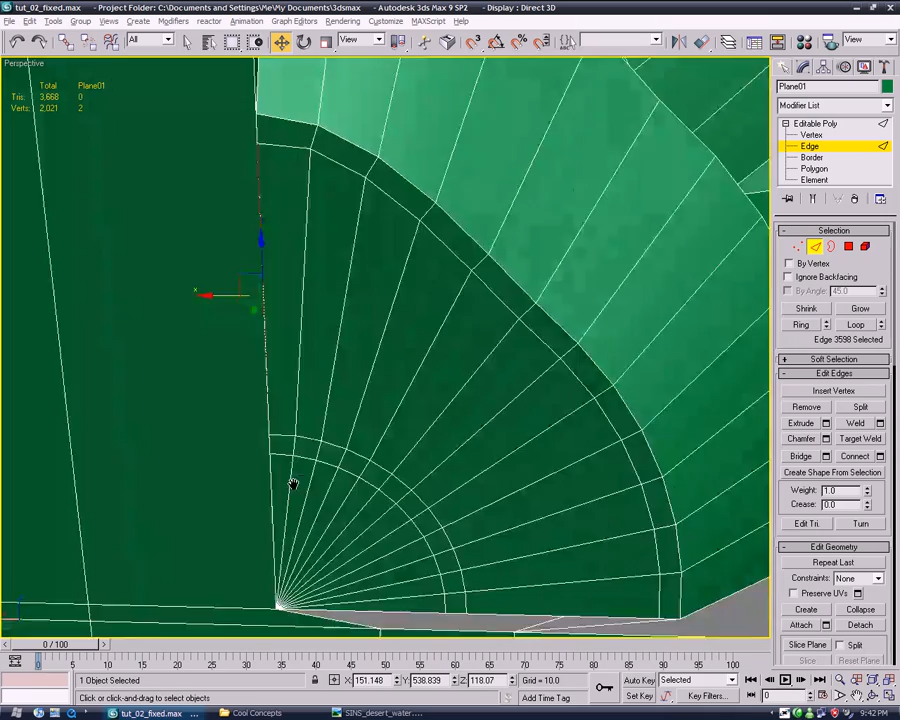 tut_02_fixed.max - Project Folder: C:\Documents and Settings\Me\My Documents\3dsmax - Autodesk 3ds Max 9 SP2 - Display : Direct 3D
File Edit Tools Group Views Create Modifiers reactor Animation Graph Editors Rendering Customize MAXScript Help
All View View
Perspective
Total Plane01
Tris: 3,668 0
Verts: 2,021 2
Plane01
Modifier List
Editable Poly
Vertex
Edge
Border
Polygon
Element
Selection
By Vertex
Ignore Backfacing
By Angle: 45.0
Shrink Grow
Ring Loop
Edge 3598 Selected
Soft Selection
Edit Edges
Insert Vertex
Remove Split
Extrude Weld
Chamfer Target Weld
Bridge Connect
Create Shape From Selection
Weight: 1.0
Crease: 0.0
Edit Tri. Turn
Edit Geometry
Repeat Last
Constraints: None
Preserve UVs
Create Collapse
Attach Detach
Slice Plane Split
Slice Reset Plane
x
0 / 100
0 5 10 15 20 25 30 35 40 45 50 55 60 65 70 75 80 85 90 95 100
1 Object Selected X: 151.148 Y: 538.839 Z: 118.07 Grid = 10.0 Auto Key Selected
Click or click-and-drag to select objects Add Time Tag Set Key Key Filters... 0
start tut_02_fixed.max ... Cool Concepts SINS_desert_water.... 9:42 PM